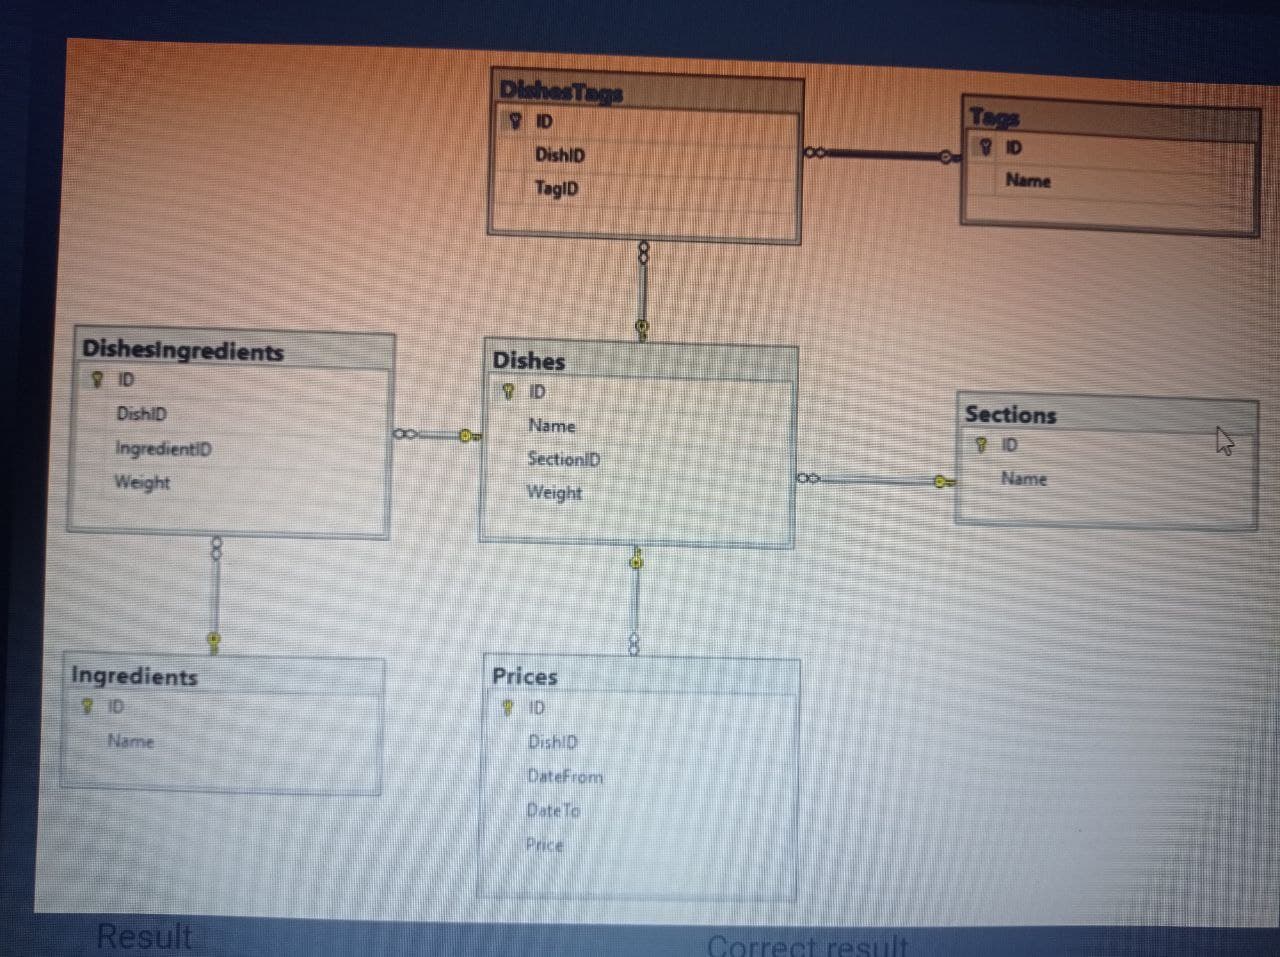 DishesTags
ID
DishID
TagID
Tags
ID
Name
DishesIngredients
ID
DishID
IngredientID
Weight
Dishes
ID
Name
SectionID
Weight
Sections
ID
Name
Ingredients
ID
Name
Prices
ID
DishID
DateFrom
DateTo
Price
Result
Correct result